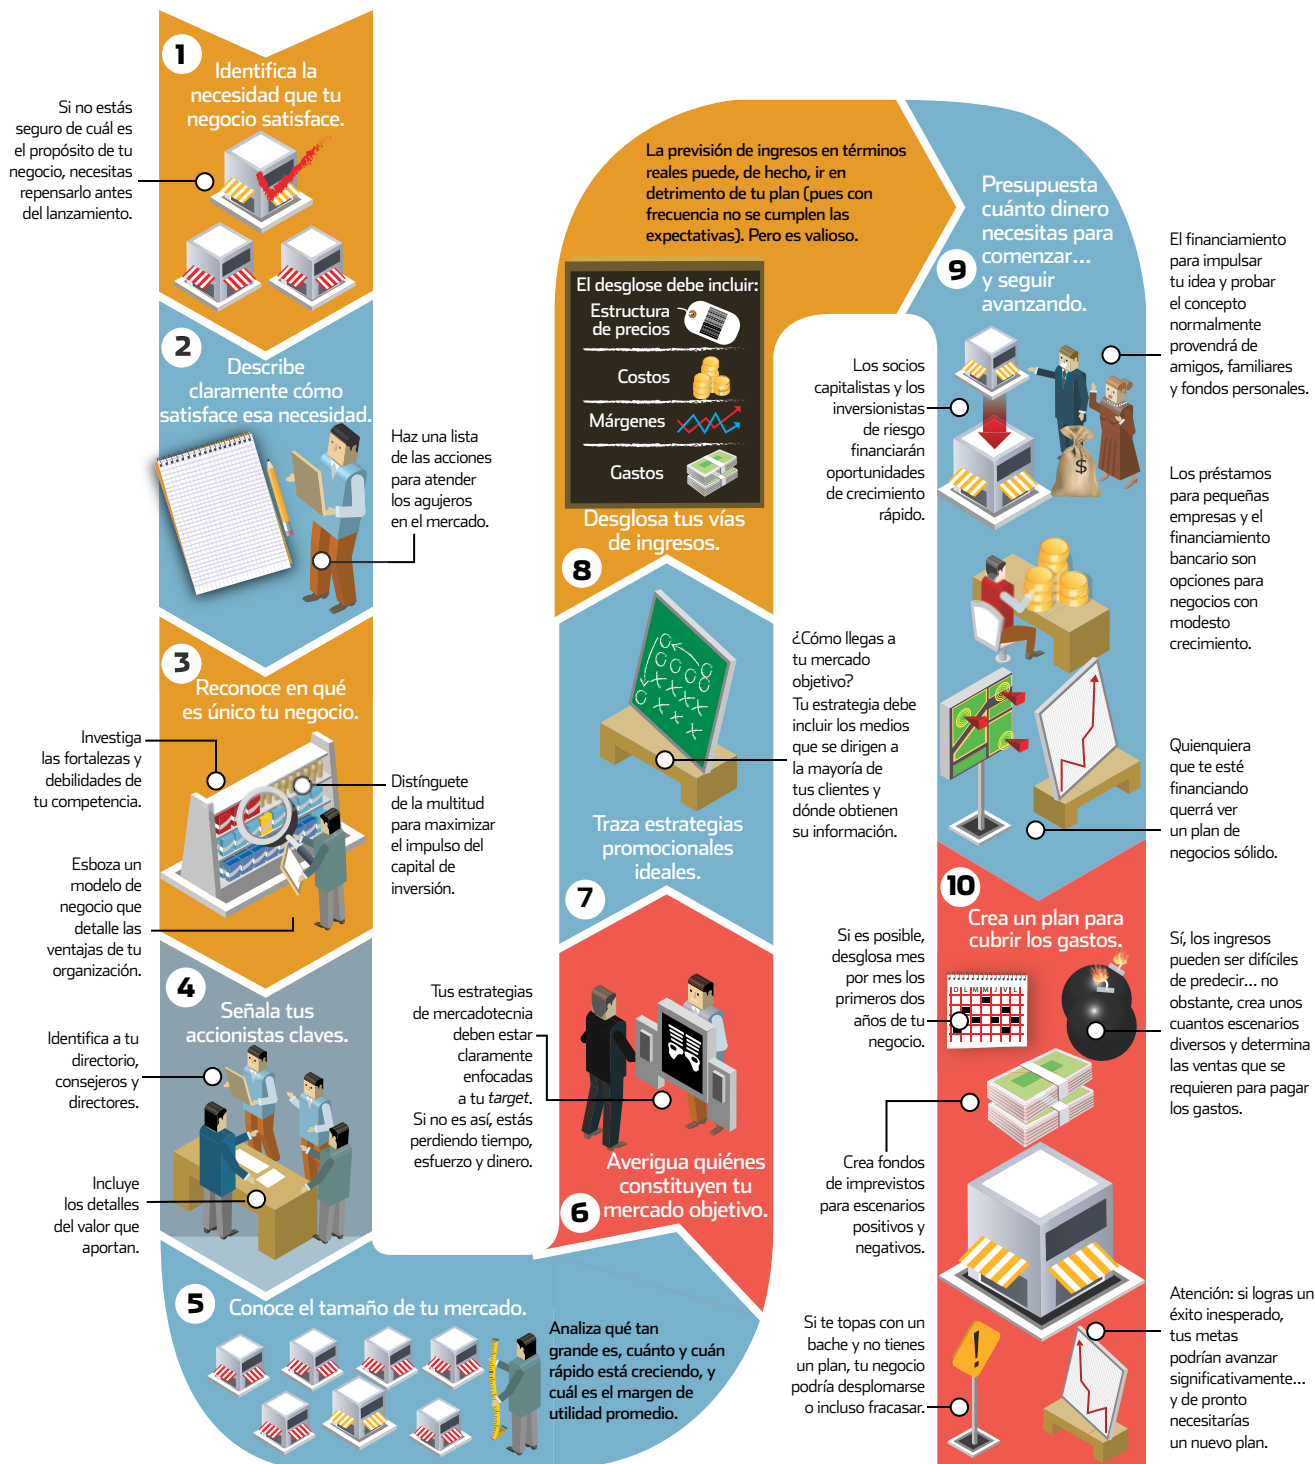 1
Identifica la
necesidad que tu
negocio satisface.
Si no estás
seguro de cuál es
el propósito de tu
negocio, necesitas
repensarlo antes
del lanzamiento.
2
Describe
claramente cómo
satisface esa necesidad.
Haz una lista
de las acciones
para atender
los agujeros
en el mercado.
3
Reconoce en qué
es único tu negocio.
Investiga
las fortalezas y
debilidades de
tu competencia.
Distínguete
de la multitud
para maximizar
el impulso del
capital de
inversión.
Esboza un
modelo de
negocio que
detalle las
ventajas de tu
organización.
4
Señala tus
accionistas claves.
Identifica a tu
directorio,
consejeros y
directores.
Incluye
los detalles
del valor que
aportan.
5
Conoce el tamaño de tu mercado.
Analiza qué tan
grande es, cuánto y cuán
rápido está creciendo, y
cuál es el margen de
utilidad promedio.
Tus estrategias
de mercadotecnia
deben estar
claramente
enfocadas
a tu target.
Si no es así, estás
perdiendo tiempo,
esfuerzo y dinero.
Averigua quiénes
constituyen tu
mercado objetivo.
6
¿Cómo llegas a
tu mercado
objetivo?
Tu estrategia debe
incluir los medios
que se dirigen a
la mayoría de
tus clientes y
dónde obtienen
su información.
Traza estrategias
promocionales
ideales.
7
La previsión de ingresos en términos
reales puede, de hecho, ir en
detrimento de tu plan (pues con
frecuencia no se cumplen las
expectativas). Pero es valioso.
El desglose debe incluir:
Estructura
de precios
Costos
Márgenes
Gastos
Desglosa tus vías
de ingresos.
8
Presupuesta
cuánto dinero
necesitas para
comenzar...
y seguir
avanzando.
9
El financiamiento
para impulsar
tu idea y probar
el concepto
normalmente
provendrá de
amigos, familiares
y fondos personales.
Los socios
capitalistas y los
inversionistas
de riesgo
financiarán
oportunidades
de crecimiento
rápido.
$
Los préstamos
para pequeñas
empresas y el
financiamiento
bancario son
opciones para
negocios con
modesto
crecimiento.
Quienquiera
que te esté
financiando
querrá ver
un plan de
negocios sólido.
10
Crea un plan para
cubrir los gastos.
Si es posible,
desglosa mes
por mes los
primeros dos
años de tu
negocio.
D L M M J V L
Sí, los ingresos
pueden ser difíciles
de predecir... no
obstante, crea unos
cuantos escenarios
diversos y determina
las ventas que se
requieren para pagar
los gastos.
Crea fondos
de imprevistos
para escenarios
positivos y
negativos.
Si te topas con un
bache y no tienes
un plan, tu negocio
podría desplomarse
o incluso fracasar.
!
Atención: si logras un
éxito inesperado,
tus metas
podrían avanzar
significativamente...
y de pronto
necesitarías
un nuevo plan.